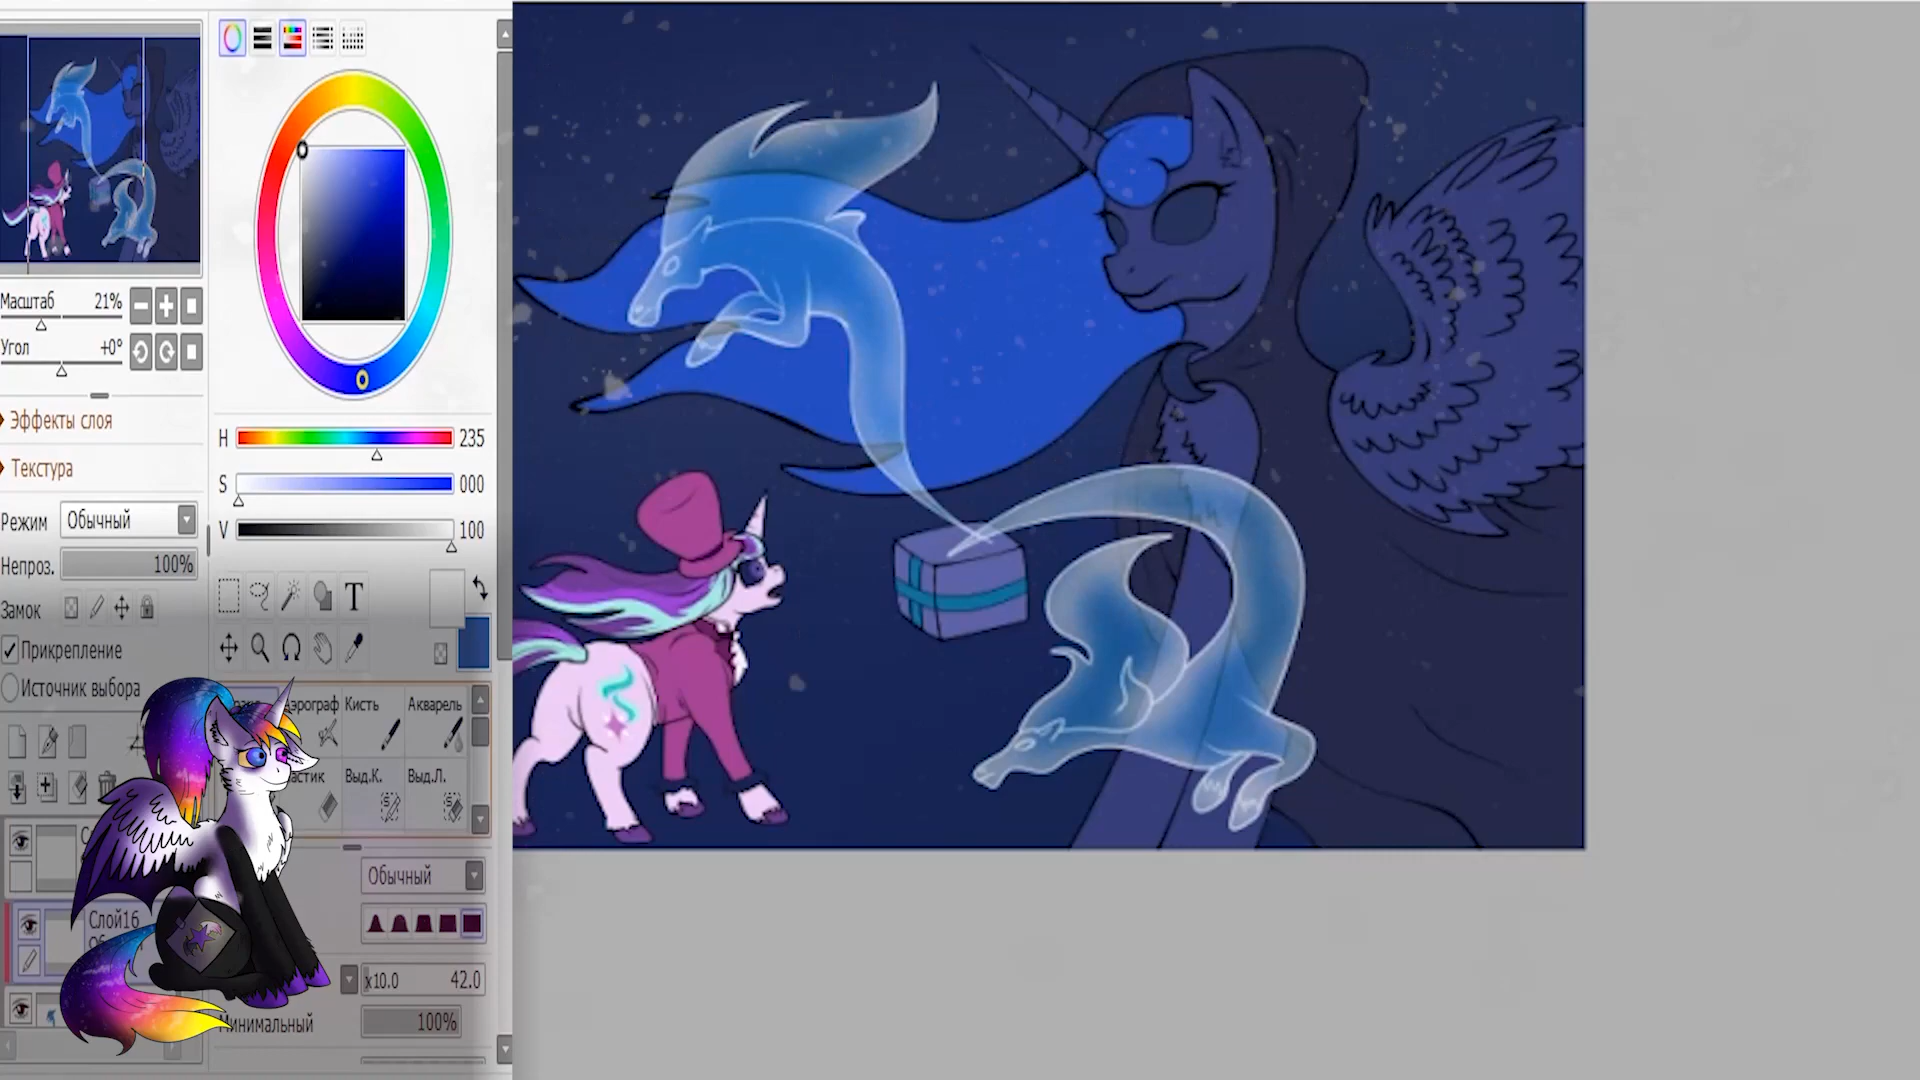 Масштаб 21%
Угол +0°
Эффекты слоя
Текстура
Режим Обычный
Непроз. 100%
Замок
Прикрепление
Источник выбора
H 235
S 000
V 100
T
Кисть Акварель
Выд.К. Выд.Л.
Слой16
Обычный
x10.0 42.0
Минимальный 100%